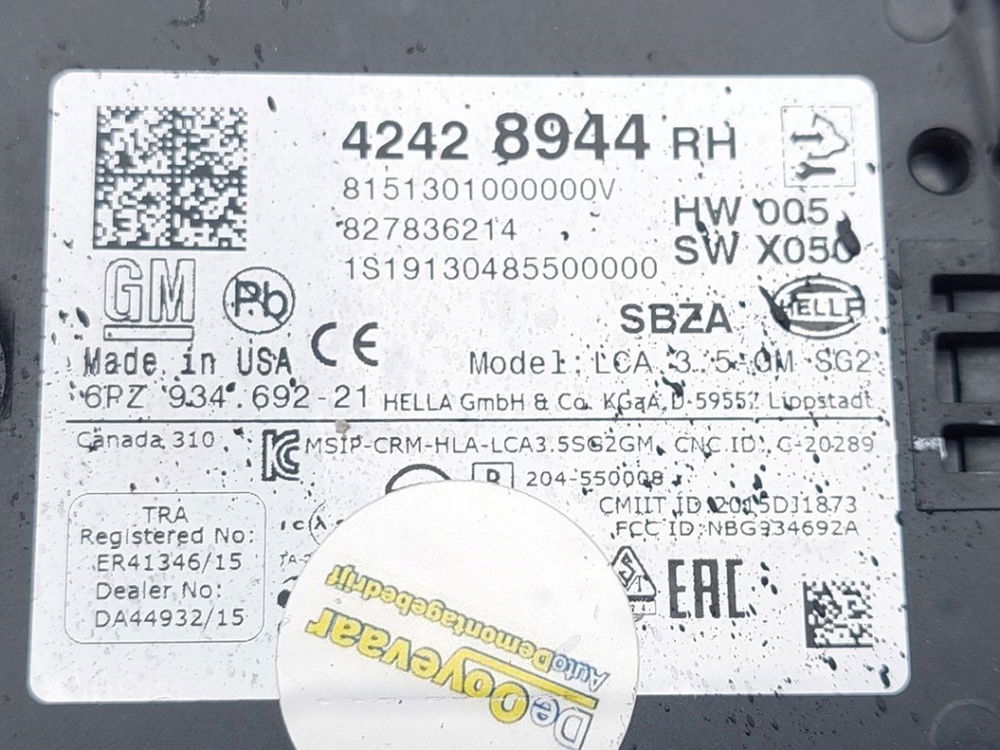 4242 8944 RH
8151301000000V
827836214
1S19130485500000
HW 005
SW X050
GM
Pb
CE
SBZA
HELLA
Made in USA
Model: LCA 3.5 GM SG2
6PZ 934.692-21
HELLA GmbH & Co. KGaA D-59557 Lippstadt
Canada 310
MSIP-CRM-HLA-LCA3.5SG2GM
CNC.ID: C-20289
R 204-550008
CMIIT ID:2015DJ1873
FCC ID:NBG934692A
TRA
Registered No:
ER41346/15
Dealer No:
DA44932/15
EAC
De Cooyevaar
AutoDemontagebedrijf